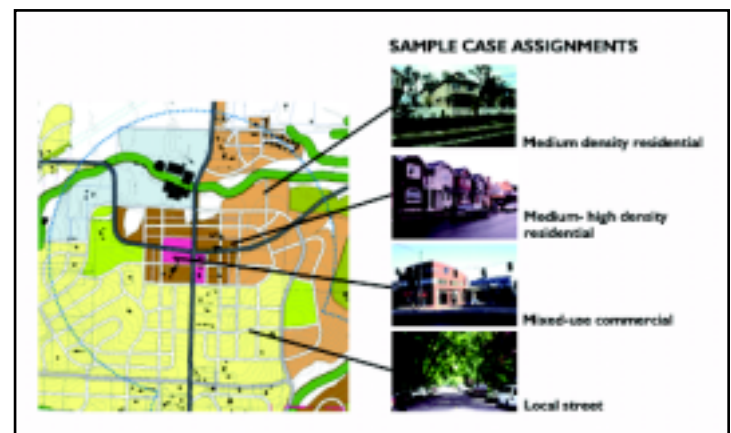 SAMPLE CASE ASSIGNMENTS
Medium density residential
Medium- high density
residential
Mixed-use commercial
Local street